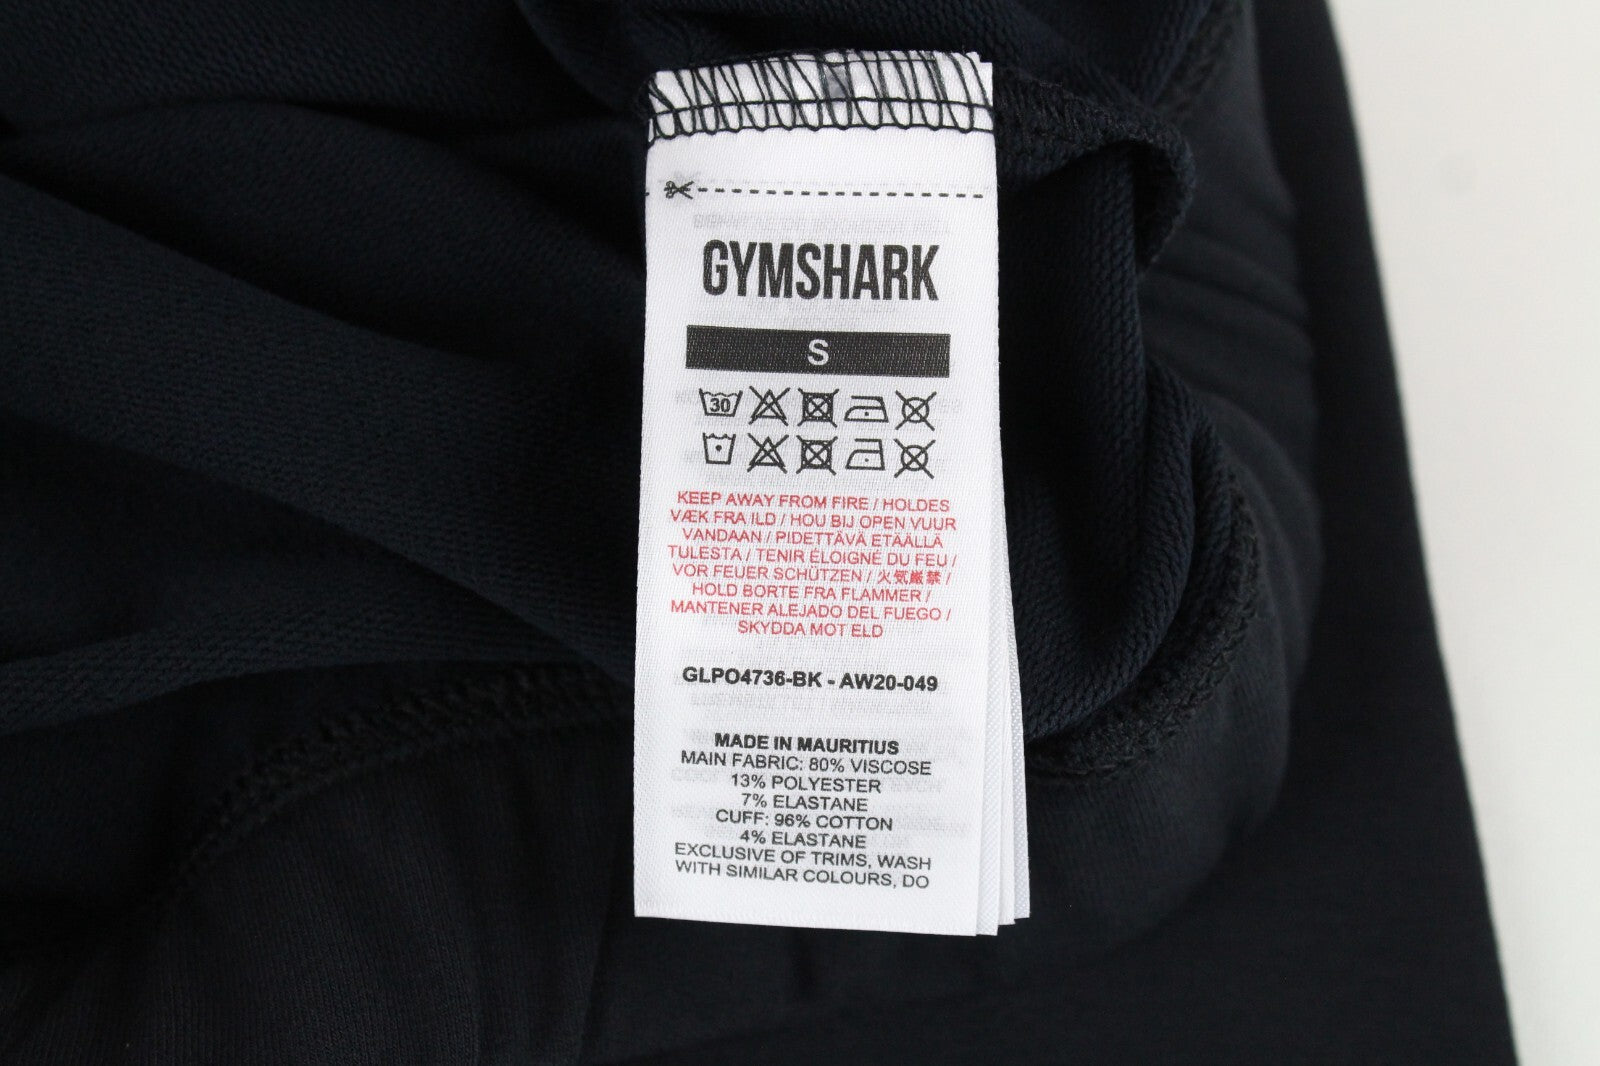 GYMSHARK
S
30
KEEP AWAY FROM FIRE / HOLDES
VÆK FRA ILD / HOU BIJ OPEN VUUR
VANDAAN / PIDETTÄVÄ ETÄÄLLÄ
TULESTA / TENIR ÉLOIGNÉ DU FEU /
VOR FEUER SCHÜTZEN / 火気厳禁 /
HOLD BORTE FRA FLAMMER /
MANTENER ALEJADO DEL FUEGO /
SKYDDA MOT ELD
GLPO4736-BK - AW20-049
MADE IN MAURITIUS
MAIN FABRIC: 80% VISCOSE
13% POLYESTER
7% ELASTANE
CUFF: 96% COTTON
4% ELASTANE
EXCLUSIVE OF TRIMS, WASH
WITH SIMILAR COLOURS, DO